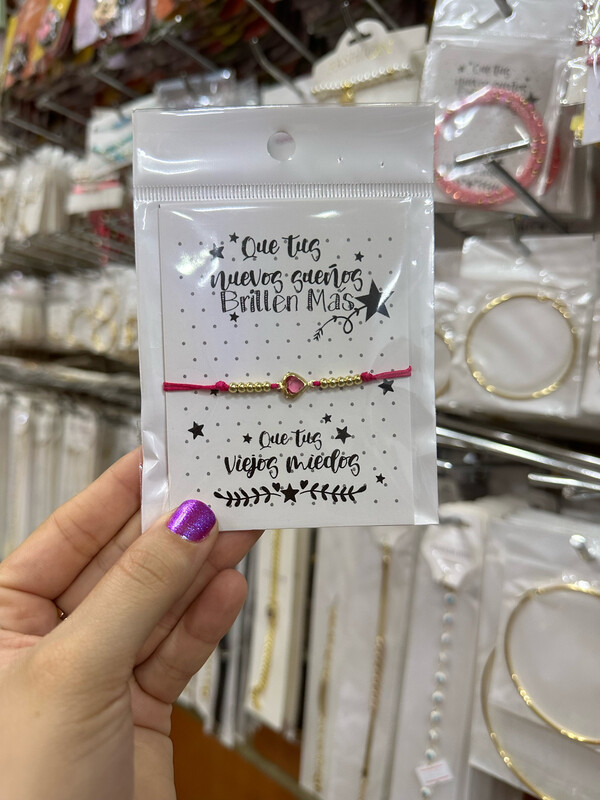 Que tus
nuevos sueños
Brillen Más
Que tus
viejos miedos